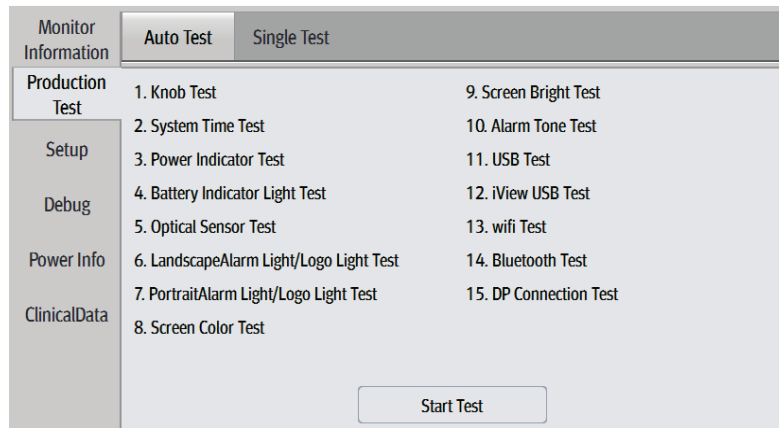 Monitor
Information
Production
Test
Setup
Debug
Power Info
ClinicalData
Auto Test
Single Test
1. Knob Test
2. System Time Test
3. Power Indicator Test
4. Battery Indicator Light Test
5. Optical Sensor Test
6. LandscapeAlarm Light/Logo Light Test
7. PortraitAlarm Light/Logo Light Test
8. Screen Color Test
9. Screen Bright Test
10. Alarm Tone Test
11. USB Test
12. iView USB Test
13. wifi Test
14. Bluetooth Test
15. DP Connection Test
Start Test